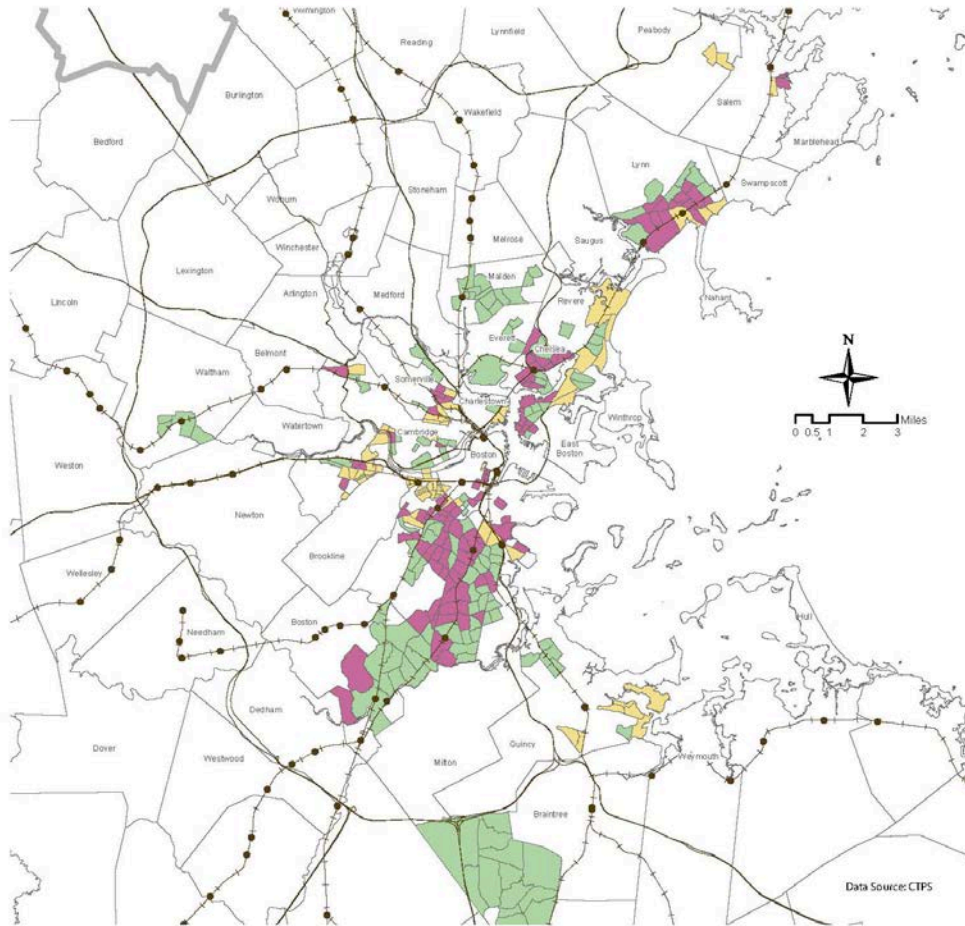 Wilmington
Reading
Lynnfield
Peabody
Burlington
Wakefield
Salem
Bedford
Marblehead
Stoneham
Lynn
Swampscott
Woburn
Winchester
Melrose
Saugus
Lexington
Arlington
Medford
Malden
Revere
Nahant
Lincoln
Everett
Chelsea
N
Belmont
Waltham
Somerville
Charlestown
Winthrop
0 0.5 1 2 3 Miles
Watertown
Cambridge
East
Boston
Boston
Weston
Newton
Brookline
Wellesley
Boston
Needham
Hull
Dedham
Dover
Westwood
Milton
Quincy
Weymouth
Braintree
Data Source: CTPS